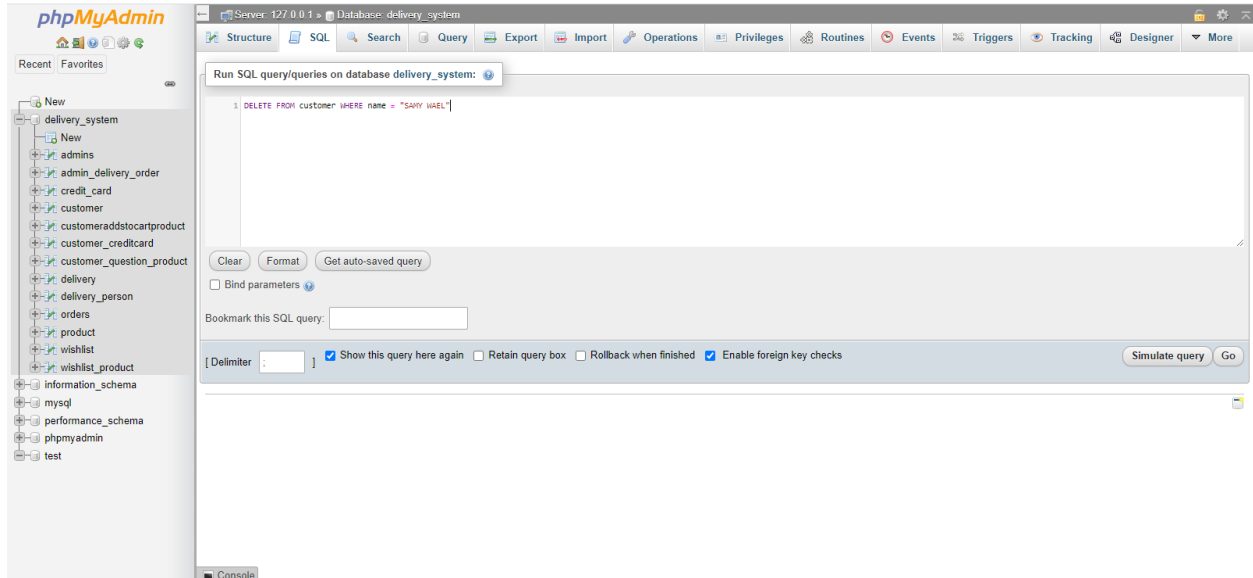 phpMyAdmin
Recent Favorites
New
delivery_system
New
admins
admin_delivery_order
credit_card
customer
customeraddstocartproduct
customer_creditcard
customer_question_product
delivery
delivery_person
orders
product
wishlist
wishlist_product
information_schema
mysql
performance_schema
phpmyadmin
test
Server: 127.0.0.1 » Database: delivery_system
Structure SQL Search Query Export Import Operations Privileges Routines Events Triggers Tracking Designer More
Run SQL query/queries on database delivery_system:
1 DELETE FROM customer WHERE name = "SAMY WAEL"
Clear Format Get auto-saved query
Bind parameters
Bookmark this SQL query:
[ Delimiter ; ] Show this query here again Retain query box Rollback when finished Enable foreign key checks Simulate query Go
Console